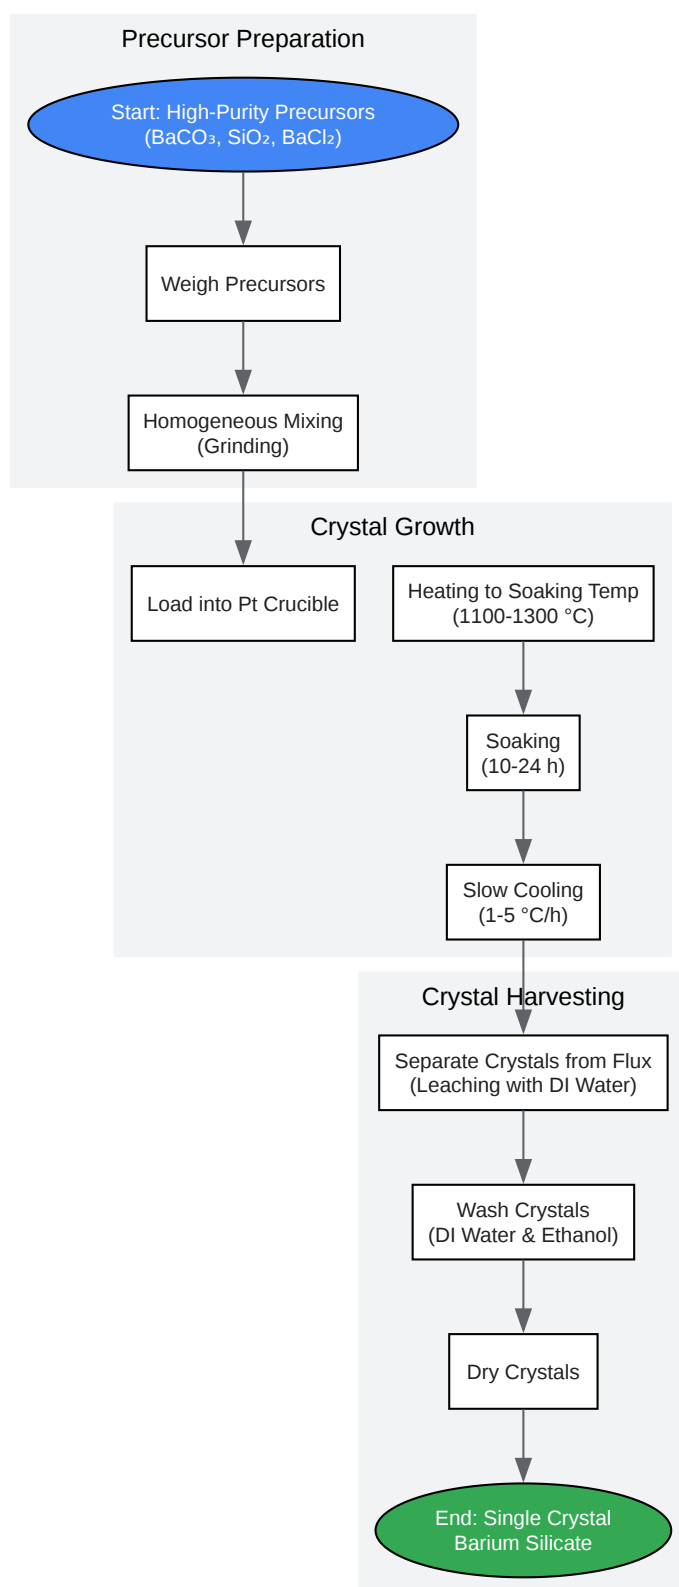 Precursor Preparation
Start: High-Purity Precursors
(BaCO₃, SiO₂, BaCl₂)
Weigh Precursors
Homogeneous Mixing
(Grinding)
Crystal Growth
Load into Pt Crucible
Heating to Soaking Temp
(1100-1300 °C)
Soaking
(10-24 h)
Slow Cooling
(1-5 °C/h)
Crystal Harvesting
Separate Crystals from Flux
(Leaching with DI Water)
Wash Crystals
(DI Water & Ethanol)
Dry Crystals
End: Single Crystal
Barium Silicate